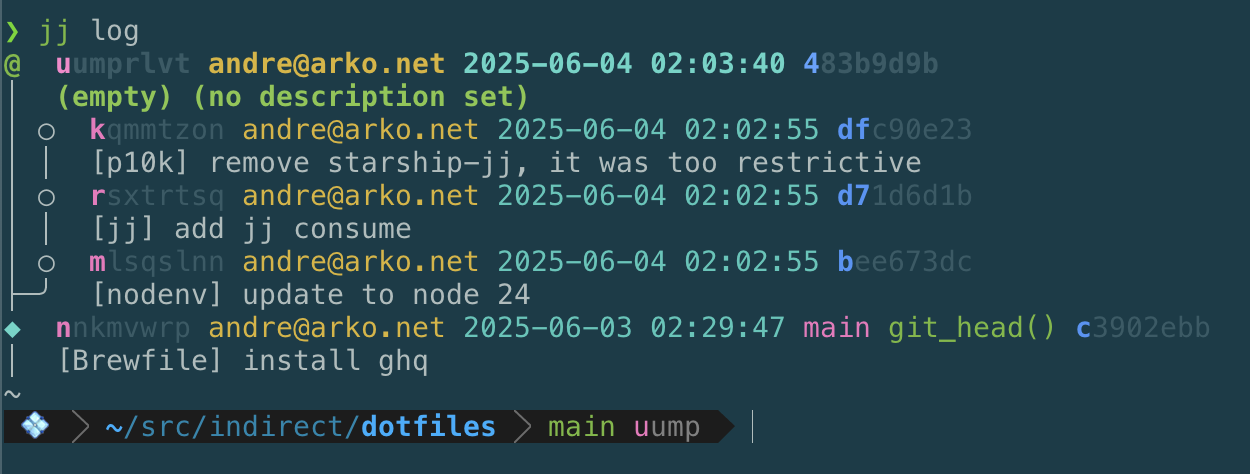 ❯ jj log
@ uumprlvt andre@arko.net 2025-06-04 02:03:40 483b9d9b
(empty) (no description set)
○ kqmmtzon andre@arko.net 2025-06-04 02:02:55 dfc90e23
[p10k] remove starship-jj, it was too restrictive
○ rsxtrtsq andre@arko.net 2025-06-04 02:02:55 d71d6d1b
[jj] add jj consume
○ mlsqslnn andre@arko.net 2025-06-04 02:02:55 bee673dc
[nodenv] update to node 24
◆ nnkmvwrp andre@arko.net 2025-06-03 02:29:47 main git_head() c3902ebb
[Brewfile] install ghq
~
~/src/indirect/dotfiles main uump